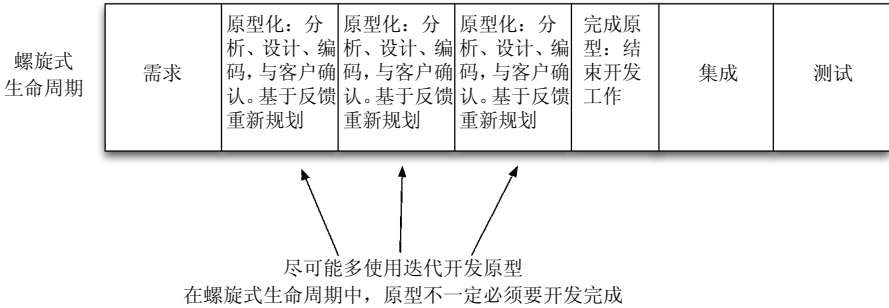 螺旋式
生命周期
需求
原型化：分
析、设计、编
码，与客户确
认。基于反馈
重新规划
原型化：分
析、设计、编
码，与客户确
认。基于反馈
重新规划
原型化：分
析、设计、编
码，与客户确
认。基于反馈
重新规划
完成原
型：结
束开发
工作
集成
测试
尽可能多使用迭代开发原型
在螺旋式生命周期中，原型不一定必须要开发完成